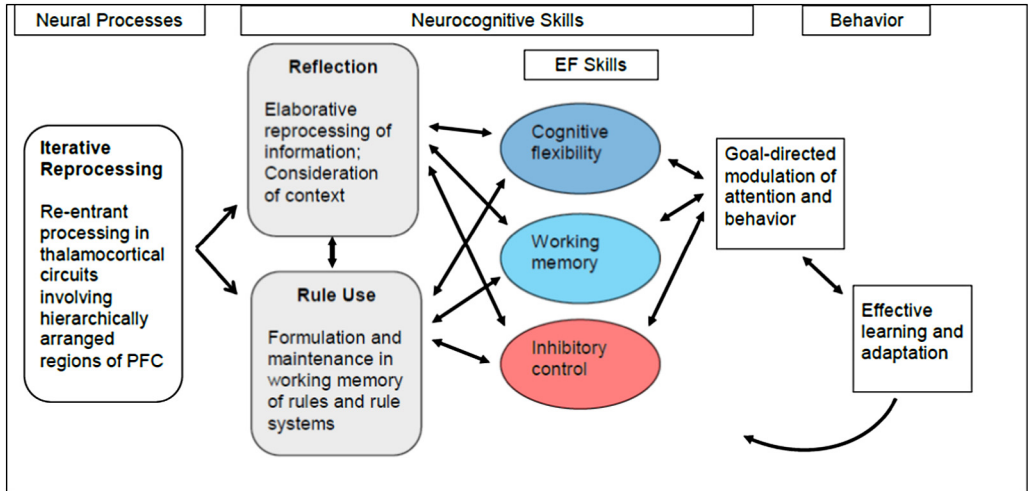 Neural Processes
Neurocognitive Skills
Behavior
Iterative
Reprocessing
Re-entrant
processing in
thalamocortical
circuits
involving
hierarchically
arranged
regions of PFC
Reflection
Elaborative
reprocessing of
information;
Consideration
of context
Rule Use
Formulation and
maintenance in
working memory
of rules and rule
systems
EF Skills
Cognitive
flexibility
Working
memory
Inhibitory
control
Goal-directed
modulation of
attention and
behavior
Effective
learning and
adaptation